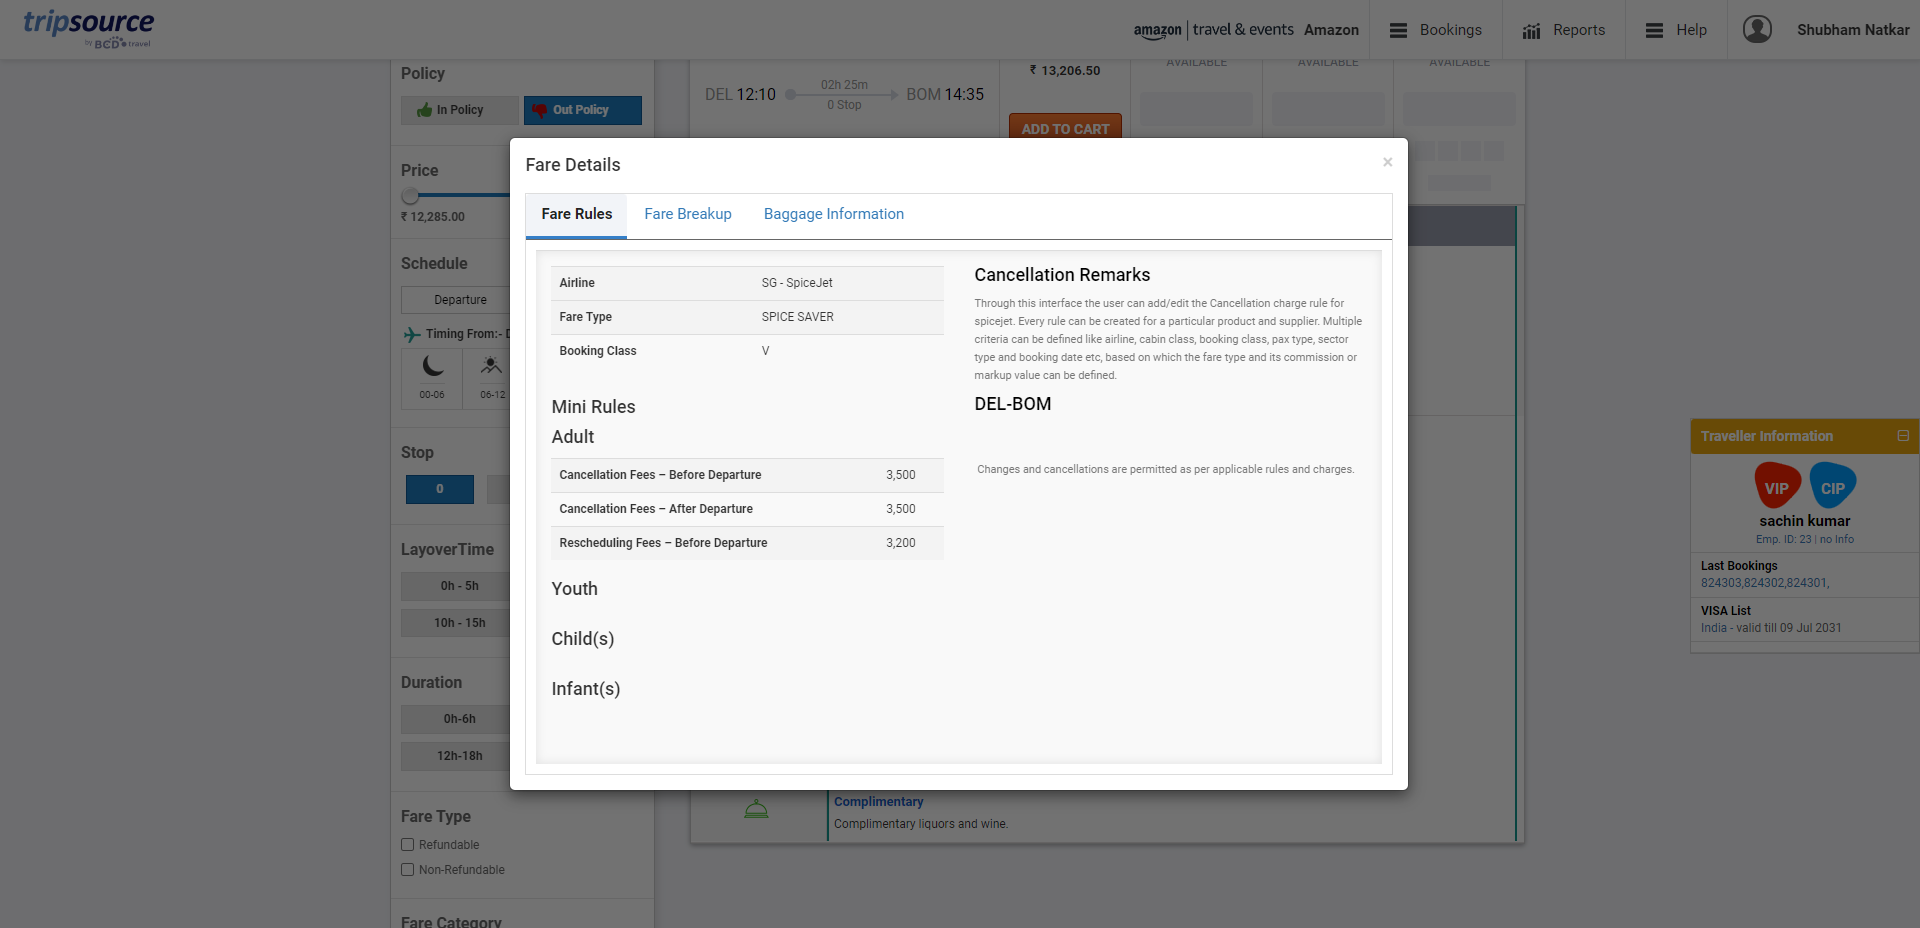 tripsource
by BCD travel
amazon | travel & events Amazon
Bookings
Reports
Help
Shubham Natkar
Policy
In Policy
Out Policy
Price
₹ 12,285.00
Schedule
Departure
Timing From:- D
00-06
06-12
Stop
0
LayoverTime
0h - 5h
10h - 15h
Duration
0h-6h
12h-18h
Fare Type
Refundable
Non-Refundable
Fare Category
DEL 12:10
02h 25m
0 Stop
BOM 14:35
₹ 13,206.50
ADD TO CART
AVAILABLE
AVAILABLE
AVAILABLE
Fare Details
×
Fare Rules
Fare Breakup
Baggage Information
Airline SG - SpiceJet
Fare Type SPICE SAVER
Booking Class V
Mini Rules
Adult
Cancellation Fees – Before Departure 3,500
Cancellation Fees – After Departure 3,500
Rescheduling Fees – Before Departure 3,200
Youth
Child(s)
Infant(s)
Cancellation Remarks
Through this interface the user can add/edit the Cancellation charge rule for
spicejet. Every rule can be created for a particular product and supplier. Multiple
criteria can be defined like airline, cabin class, booking class, pax type, sector
type and booking date etc, based on which the fare type and its commission or
markup value can be defined.
DEL-BOM
Changes and cancellations are permitted as per applicable rules and charges.
Complimentary
Complimentary liquors and wine.
Traveller Information
VIP
CIP
sachin kumar
Emp. ID: 23 | no Info
Last Bookings
824303,824302,824301,
VISA List
India - valid till 09 Jul 2031